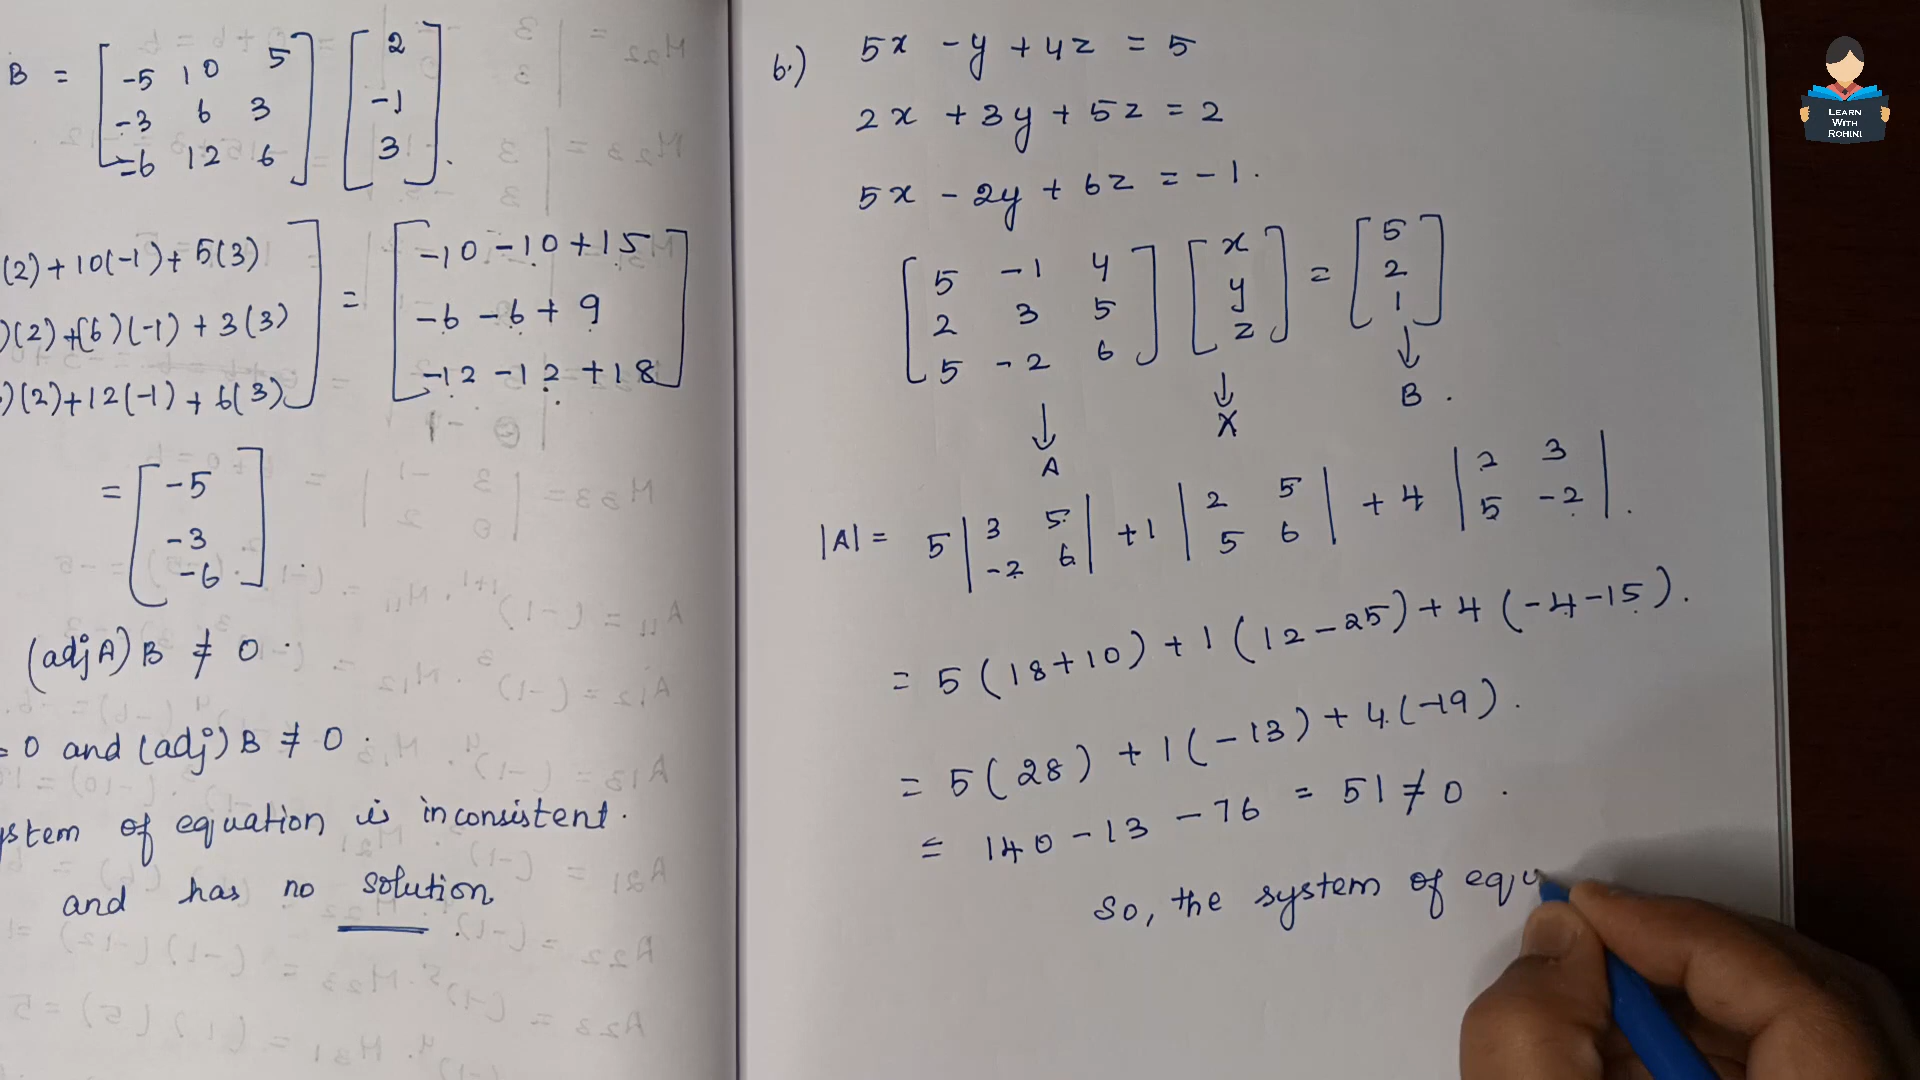 B = [ -5 10 5 ] [ 2 ]
[ -3 6 3 ] [ -1 ]
[ -6 12 6 ] [ 3 ] .
(2)+10(-1)+5(3) ] = [ -10 -10 +15 ]
)(2)+(6)(-1) + 3(3) ] [ -6 -6 + 9 ]
)(2)+12(-1) + 6(3) ] [ -12 -12 +18 ]
= [ -5 ]
[ -3 ]
[ -6 ] .
(adj A) B ≠ 0 .
= 0 and (adj) B ≠ 0 .
ystem of equation is inconsistent .
and has no solution .
b.) 5x - y + 4z = 5
2x + 3y + 5z = 2
5x - 2y + 6z = -1 .
[ 5 -1 4 ] [ x ] = [ 5 ]
[ 2 3 5 ] [ y ] [ 2 ]
[ 5 -2 6 ] [ z ] [ 1 ]
↓ ↓ ↓
A X B .
|A| = 5 | 3 5 | +1 | 2 5 | + 4 | 2 3 |
| -2 6 | | 5 6 | | 5 -2 | .
= 5 ( 18 + 10 ) + 1 ( 12 - 25 ) + 4 ( -4 -15 ) .
= 5 ( 28 ) + 1 ( -13 ) + 4 ( -19 ) .
= 140 - 13 - 76 = 51 ≠ 0 .
So, the system of equ
LEARN
WITH
ROHINI